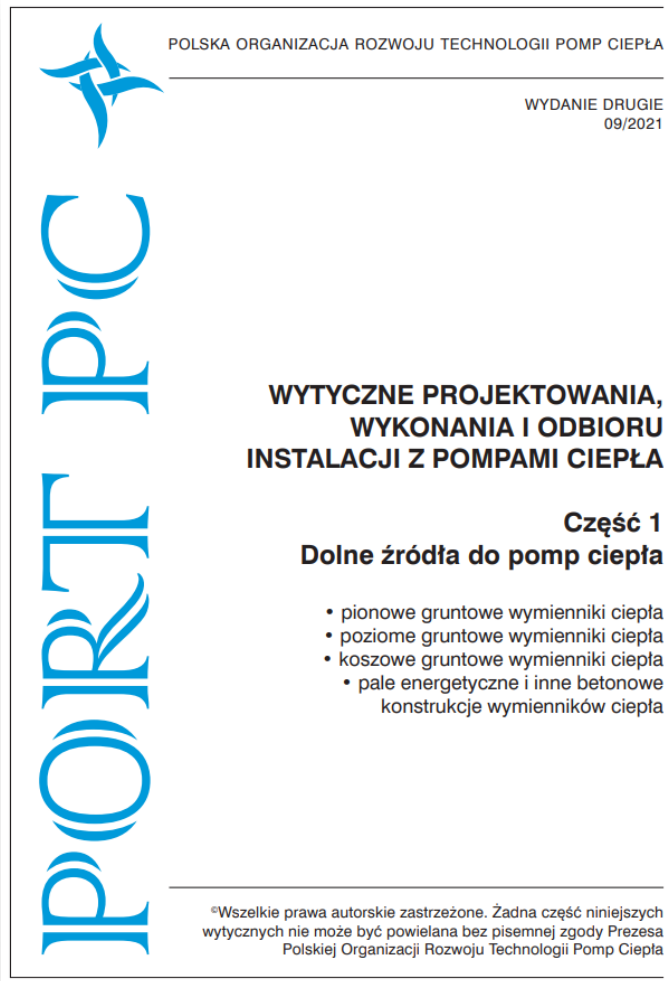 POLSKA ORGANIZACJA ROZWOJU TECHNOLOGII POMP CIEPŁA
WYDANIE DRUGIE
09/2021
PORT PC
WYTYCZNE PROJEKTOWANIA,
WYKONANIA I ODBIORU
INSTALACJI Z POMPAMI CIEPŁA
Część 1
Dolne źródła do pomp ciepła
• pionowe gruntowe wymienniki ciepła
• poziome gruntowe wymienniki ciepła
• koszowe gruntowe wymienniki ciepła
• pale energetyczne i inne betonowe
konstrukcje wymienników ciepła
©Wszelkie prawa autorskie zastrzeżone. Żadna część niniejszych
wytycznych nie może być powielana bez pisemnej zgody Prezesa
Polskiej Organizacji Rozwoju Technologii Pomp Ciepła